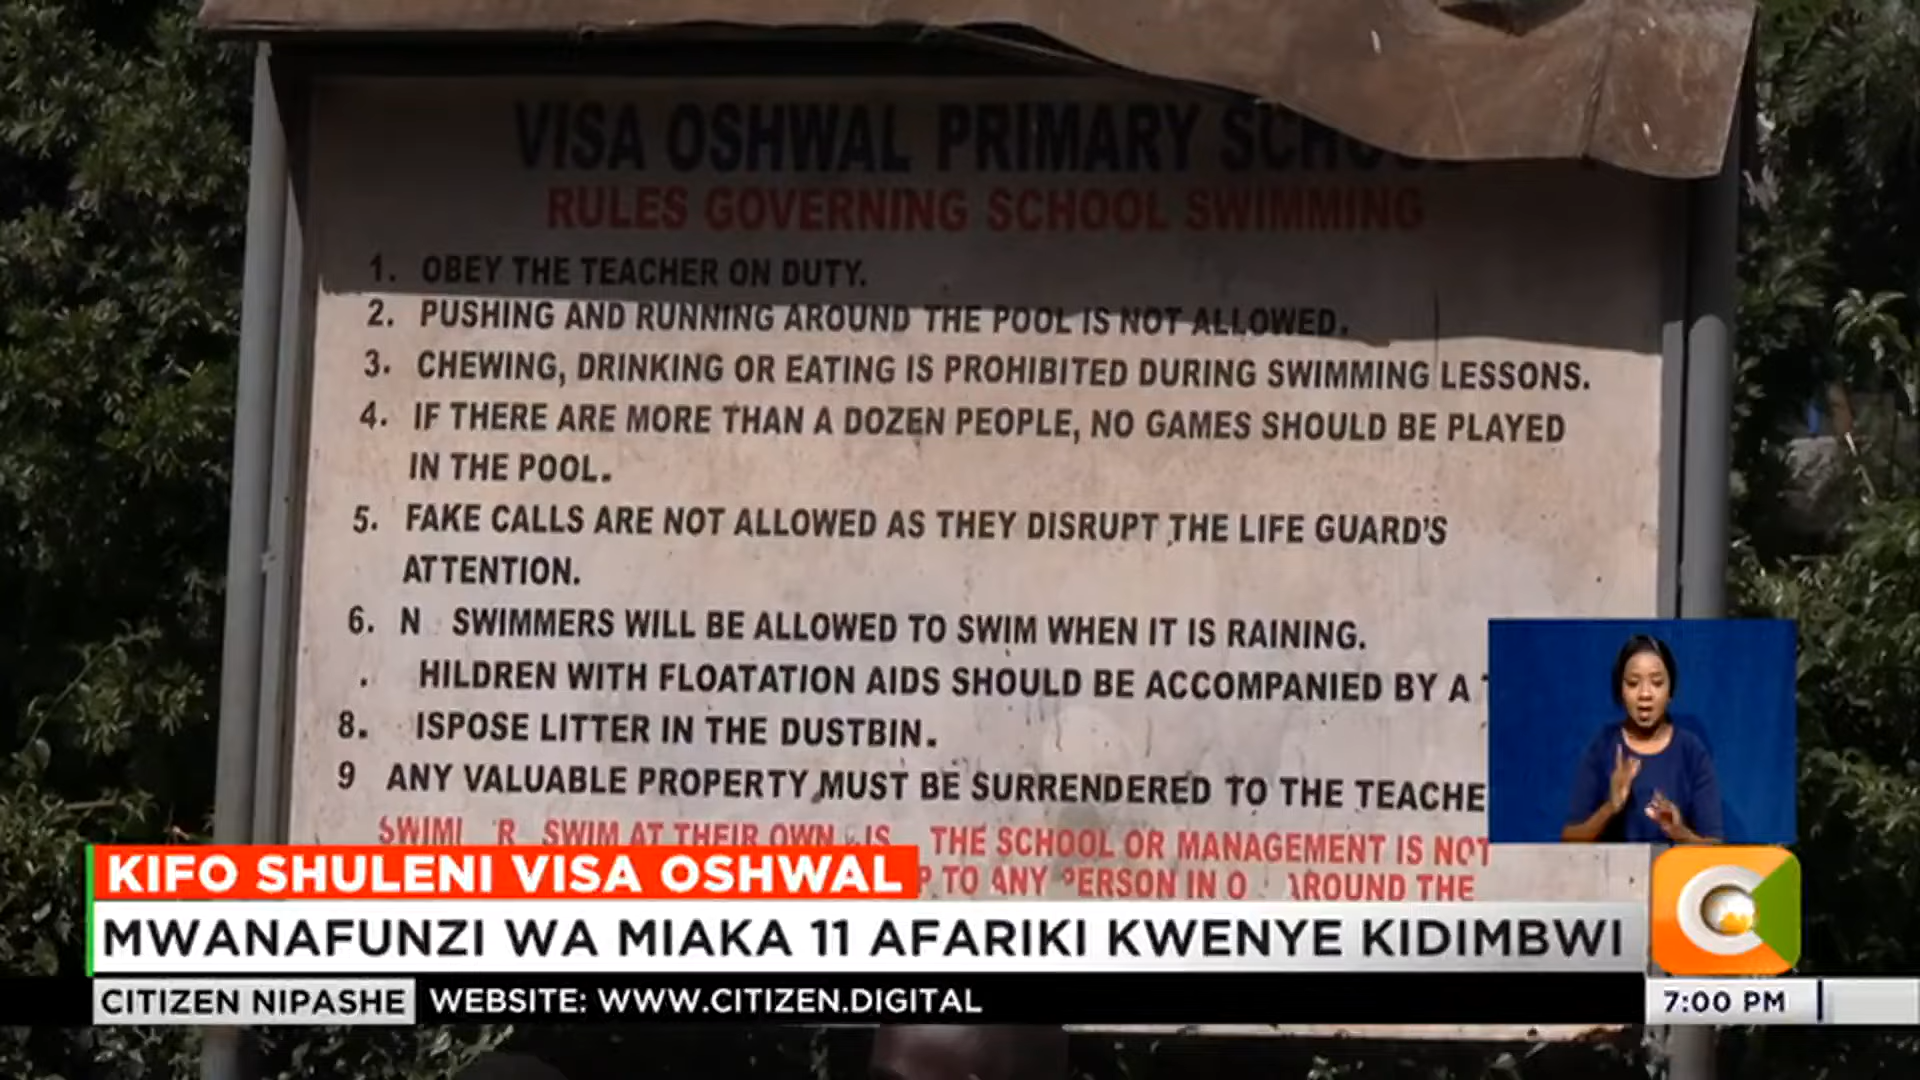 VISA OSHWAL PRIMARY SCHO
RULES GOVERNING SCHOOL SWIMMING
1. OBEY THE TEACHER ON DUTY.
2. PUSHING AND RUNNING AROUND THE POOL IS NOT ALLOWED.
3. CHEWING, DRINKING OR EATING IS PROHIBITED DURING SWIMMING LESSONS.
4. IF THERE ARE MORE THAN A DOZEN PEOPLE, NO GAMES SHOULD BE PLAYED
IN THE POOL.
5. FAKE CALLS ARE NOT ALLOWED AS THEY DISRUPT THE LIFE GUARD'S
ATTENTION.
6. N SWIMMERS WILL BE ALLOWED TO SWIM WHEN IT IS RAINING.
. HILDREN WITH FLOATATION AIDS SHOULD BE ACCOMPANIED BY A
8. ISPOSE LITTER IN THE DUSTBIN.
9 ANY VALUABLE PROPERTY MUST BE SURRENDERED TO THE TEACHE
SWIM AT THEIR OWN THE SCHOOL OR MANAGEMENT IS NOT
TO ANY PERSON IN O AROUND THE
KIFO SHULENI VISA OSHWAL
MWANAFUNZI WA MIAKA 11 AFARIKI KWENYE KIDIMBWI
CITIZEN NIPASHE WEBSITE: WWW.CITIZEN.DIGITAL
7:00 PM